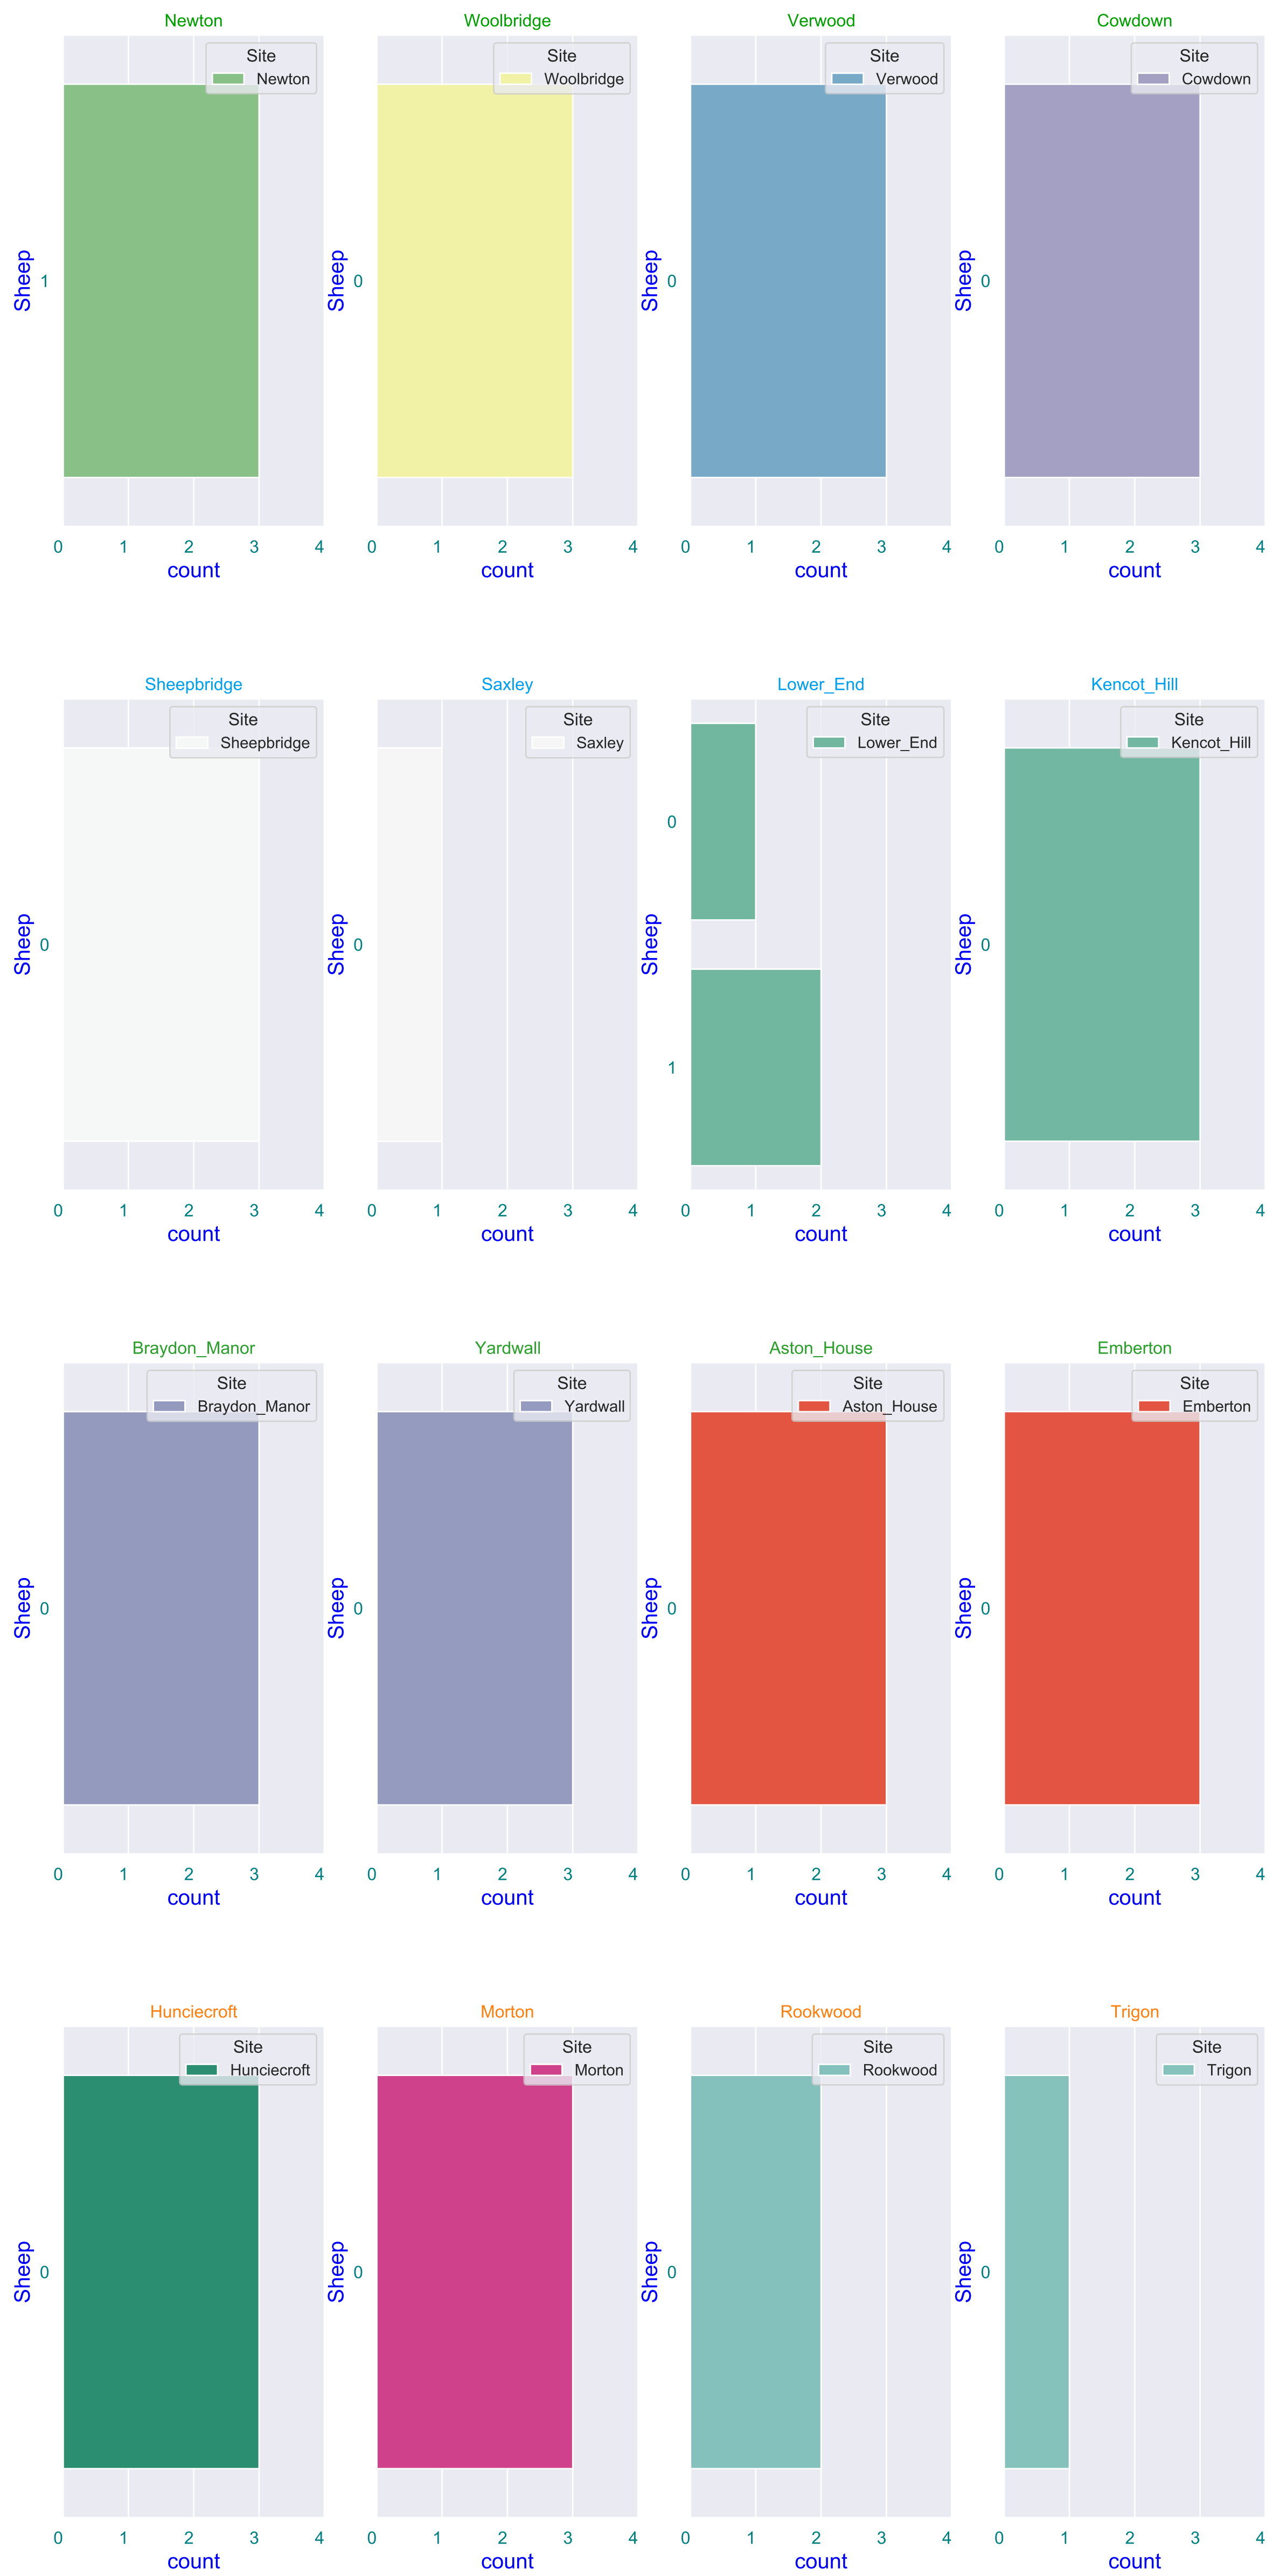 Newton
Woolbridge
Verwood
Cowdown
Site
Newton
Site
Woolbridge
Site
Verwood
Site
Cowdown
Sheep
1
Sheep
0
Sheep
0
Sheep
0
0 1 2 3 4
0 1 2 3 4
0 1 2 3 4
0 1 2 3 4
count
count
count
count
Sheepbridge
Saxley
Lower_End
Kencot_Hill
Site
Sheepbridge
Site
Saxley
Site
Lower_End
Site
Kencot_Hill
Sheep
0
Sheep
0
Sheep
0
1
Sheep
0
0 1 2 3 4
0 1 2 3 4
0 1 2 3 4
0 1 2 3 4
count
count
count
count
Braydon_Manor
Yardwall
Aston_House
Emberton
Site
Braydon_Manor
Site
Yardwall
Site
Aston_House
Site
Emberton
Sheep
0
Sheep
0
Sheep
0
Sheep
0
0 1 2 3 4
0 1 2 3 4
0 1 2 3 4
0 1 2 3 4
count
count
count
count
Hunciecroft
Morton
Rookwood
Trigon
Site
Hunciecroft
Site
Morton
Site
Rookwood
Site
Trigon
Sheep
0
Sheep
0
Sheep
0
Sheep
0
0 1 2 3 4
0 1 2 3 4
0 1 2 3 4
0 1 2 3 4
count
count
count
count